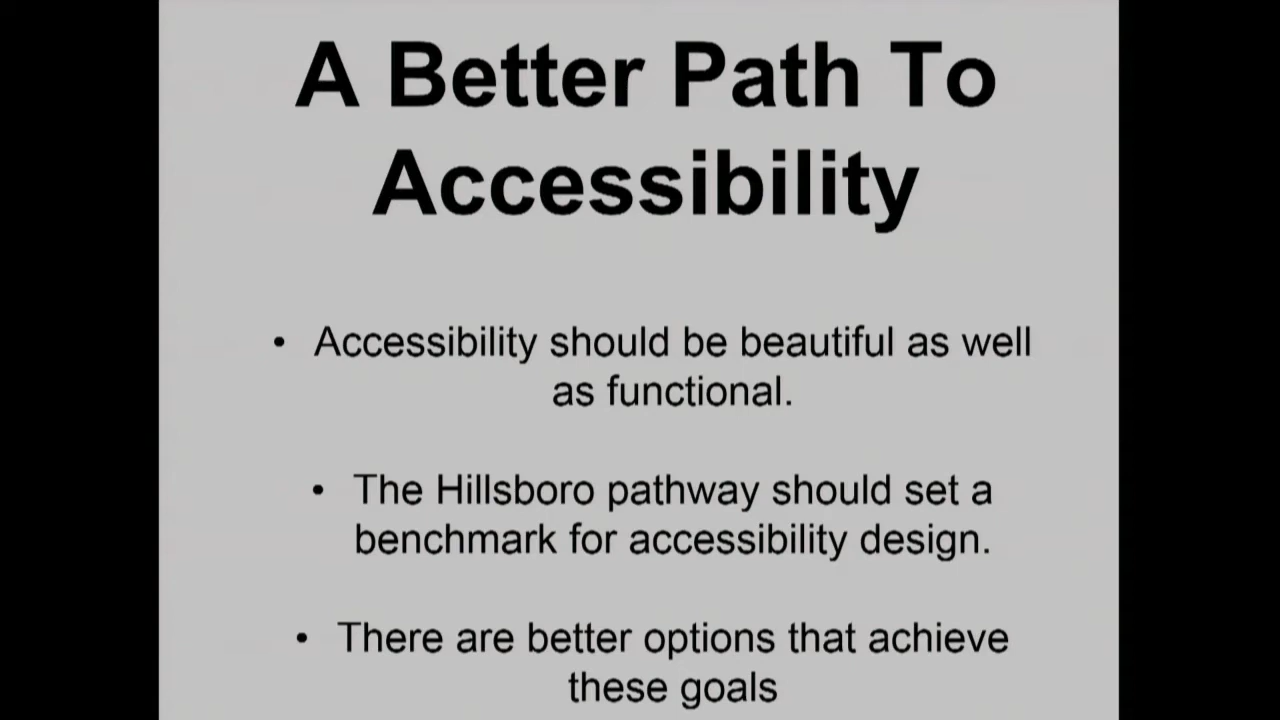 A Better Path To
Accessibility
• Accessibility should be beautiful as well
as functional.
• The Hillsboro pathway should set a
benchmark for accessibility design.
• There are better options that achieve
these goals